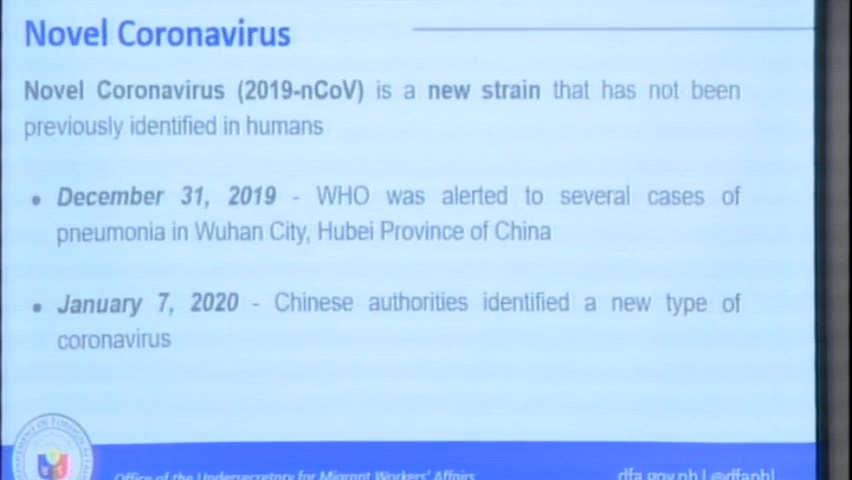 Novel Coronavirus
Novel Coronavirus (2019-nCoV) is a new strain that has not been
previously identified in humans
• December 31, 2019 - WHO was alerted to several cases of
pneumonia in Wuhan City, Hubei Province of China
• January 7, 2020 - Chinese authorities identified a new type of
coronavirus
Office of the Undersecretary for Migrant Workers' Affairs
dfa.gov.ph | @dfaphl